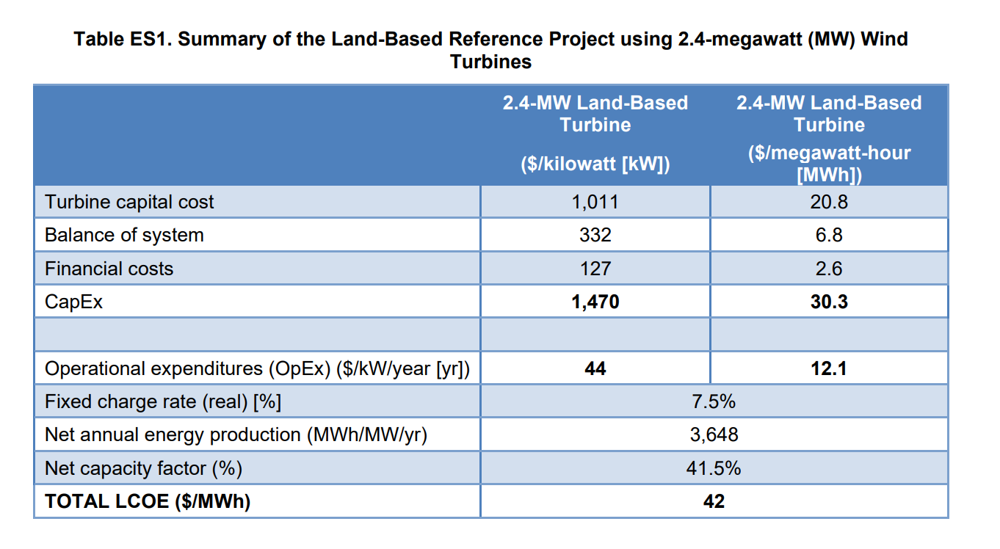 Table ES1. Summary of the Land-Based Reference Project using 2.4-megawatt (MW) Wind
Turbines
2.4-MW Land-Based
Turbine
($/kilowatt [kW])
2.4-MW Land-Based
Turbine
($/megawatt-hour
[MWh])
Turbine capital cost 1,011 20.8
Balance of system 332 6.8
Financial costs 127 2.6
CapEx 1,470 30.3
Operational expenditures (OpEx) ($/kW/year [yr]) 44 12.1
Fixed charge rate (real) [%] 7.5%
Net annual energy production (MWh/MW/yr) 3,648
Net capacity factor (%) 41.5%
TOTAL LCOE ($/MWh) 42